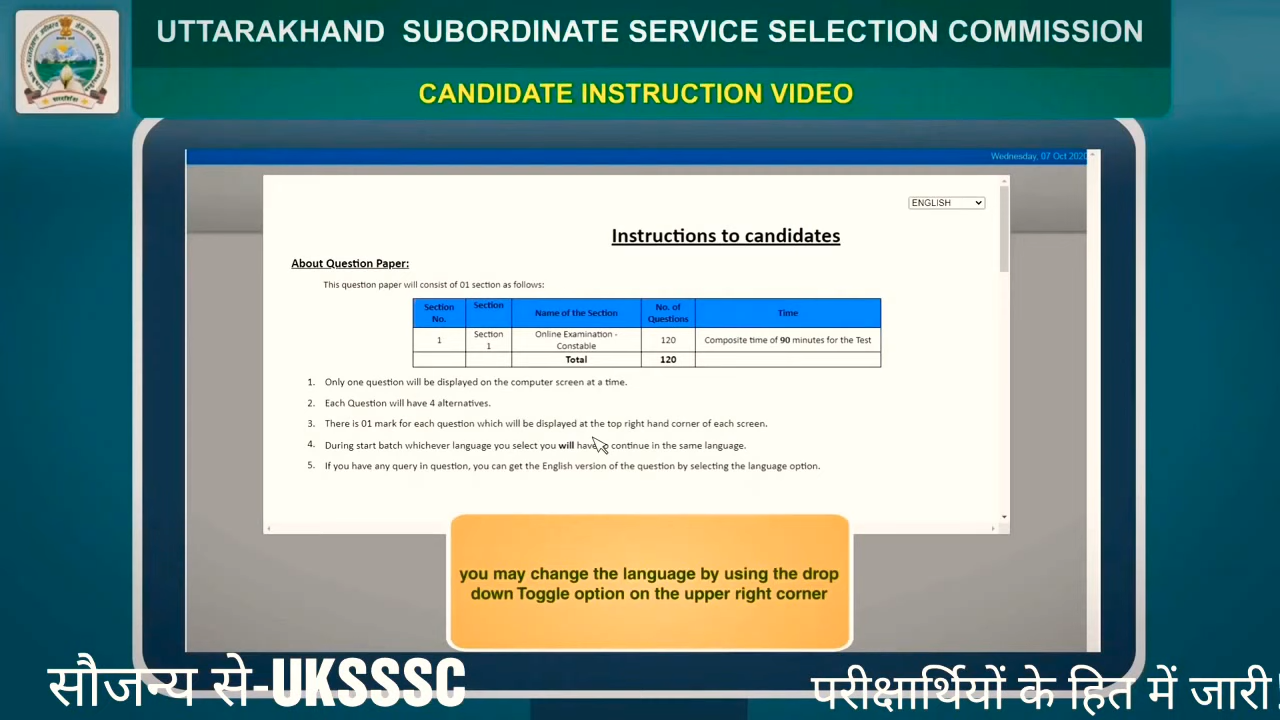 UTTARAKHAND SUBORDINATE SERVICE SELECTION COMMISSION
CANDIDATE INSTRUCTION VIDEO
Wednesday, 07 Oct 2020
ENGLISH
Instructions to candidates
About Question Paper:
This question paper will consist of 01 section as follows:
Section No. | Section | Name of the Section | No. of Questions | Time
1 | Section 1 | Online Examination - Constable | 120 | Composite time of 90 minutes for the Test
Total | 120
1. Only one question will be displayed on the computer screen at a time.
2. Each Question will have 4 alternatives.
3. There is 01 mark for each question which will be displayed at the top right hand corner of each screen.
4. During start batch whichever language you select you will have to continue in the same language.
5. If you have any query in question, you can get the English version of the question by selecting the language option.
you may change the language by using the drop
down Toggle option on the upper right corner
सौजन्य से-UKSSSC
परीक्षार्थियों के हित में जारी!